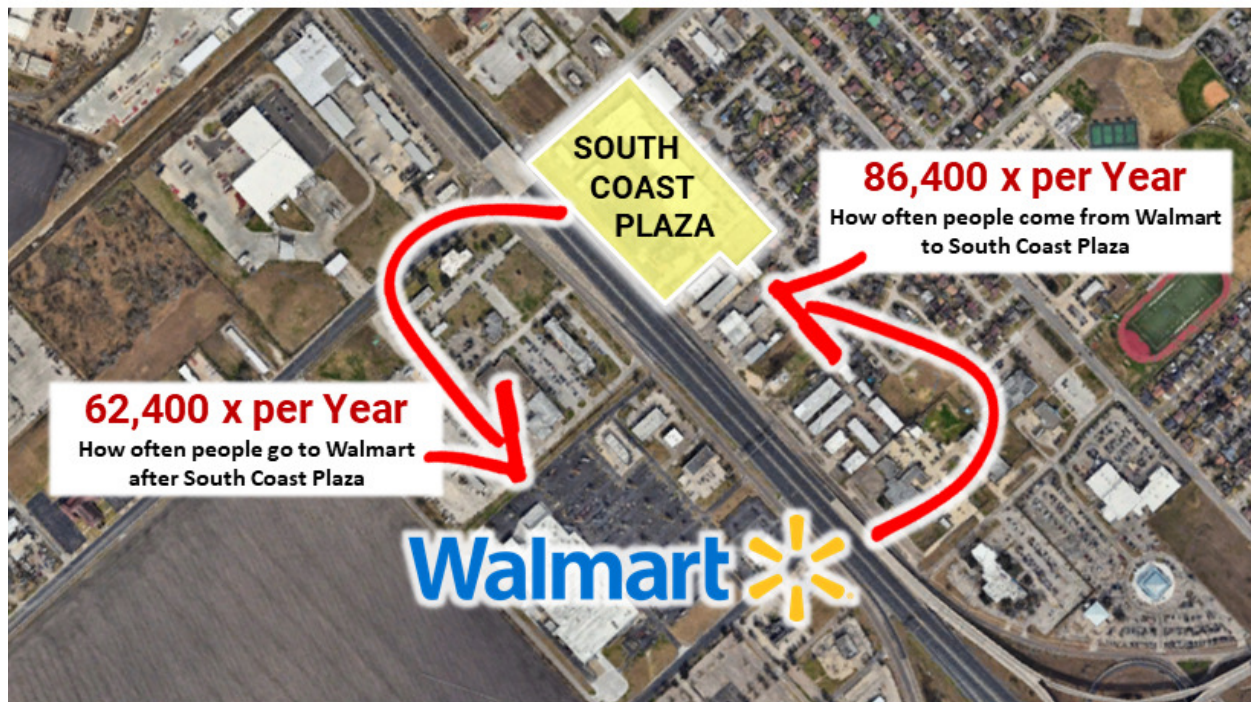 SOUTH
COAST
PLAZA
86,400 x per Year
How often people come from Walmart
to South Coast Plaza
62,400 x per Year
How often people go to Walmart
after South Coast Plaza
Walmart